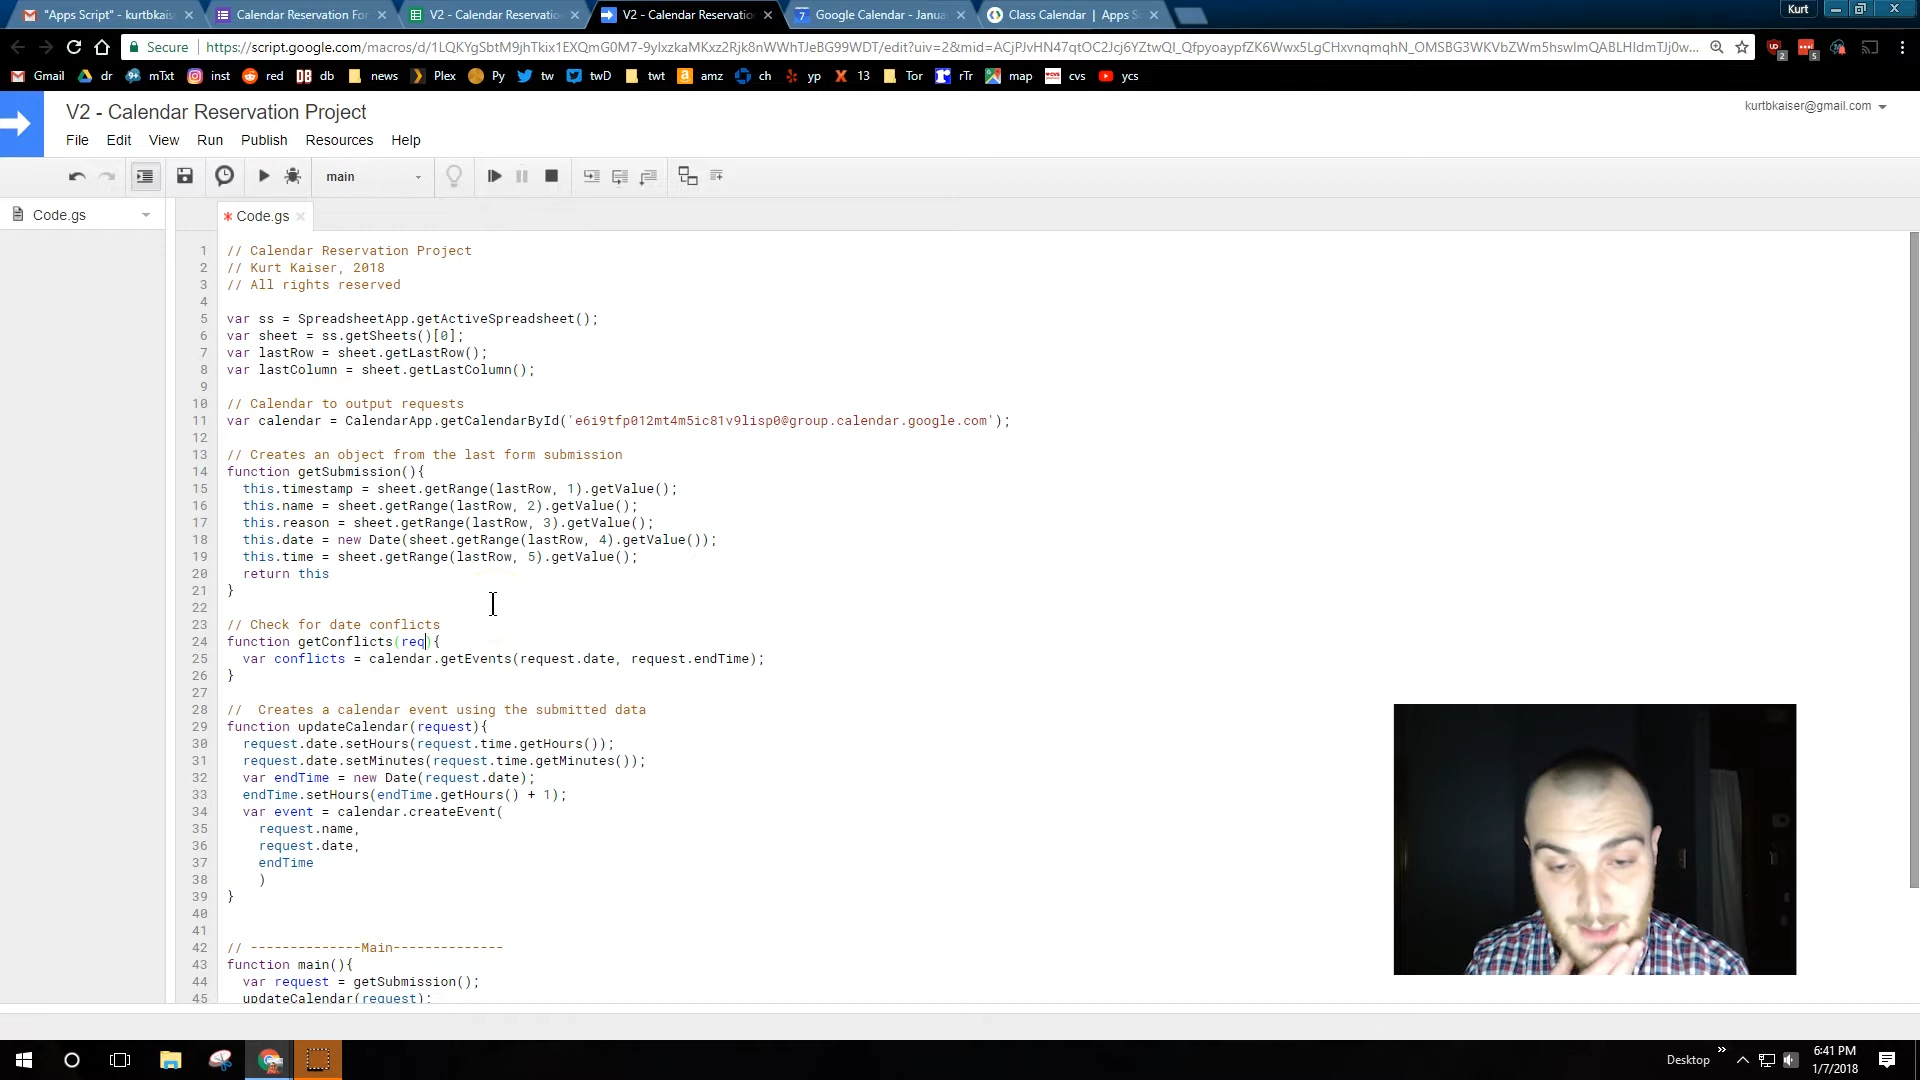 "Apps Script" - kurtbkais
Calendar Reservation For
V2 - Calendar Reservatio
V2 - Calendar Reservatio
Google Calendar - Janua
Class Calendar | Apps S
Kurt
Secure
Gmail
dr
mTxt
inst
red
db
news
Plex
Py
tw
twD
twt
amz
ch
yp
13
Tor
rTr
map
cvs
ycs
V2 - Calendar Reservation Project
kurtbkaiser@gmail.com
File Edit View Run Publish Resources Help
main
Code.gs
* Code.gs
1 // Calendar Reservation Project
2 // Kurt Kaiser, 2018
3 // All rights reserved
4
5 var ss = SpreadsheetApp.getActiveSpreadsheet();
6 var sheet = ss.getSheets()[0];
7 var lastRow = sheet.getLastRow();
8 var lastColumn = sheet.getLastColumn();
9
10 // Calendar to output requests
11 var calendar = CalendarApp.getCalendarById('e6i9tfp012mt4m5ic81v9lisp0@group.calendar.google.com');
12
13 // Creates an object from the last form submission
14 function getSubmission(){
15 this.timestamp = sheet.getRange(lastRow, 1).getValue();
16 this.name = sheet.getRange(lastRow, 2).getValue();
17 this.reason = sheet.getRange(lastRow, 3).getValue();
18 this.date = new Date(sheet.getRange(lastRow, 4).getValue());
19 this.time = sheet.getRange(lastRow, 5).getValue();
20 return this
21 }
22
23 // Check for date conflicts
24 function getConflicts(req){
25 var conflicts = calendar.getEvents(request.date, request.endTime);
26 }
27
28 //  Creates a calendar event using the submitted data
29 function updateCalendar(request){
30 request.date.setHours(request.time.getHours());
31 request.date.setMinutes(request.time.getMinutes());
32 var endTime = new Date(request.date);
33 endTime.setHours(endTime.getHours() + 1);
34 var event = calendar.createEvent(
35 request.name,
36 request.date,
37 endTime
38 )
39 }
40
41
42 // --------------Main--------------
43 function main(){
44 var request = getSubmission();
45 updateCalendar(request);
Desktop
6:41 PM
1/7/2018